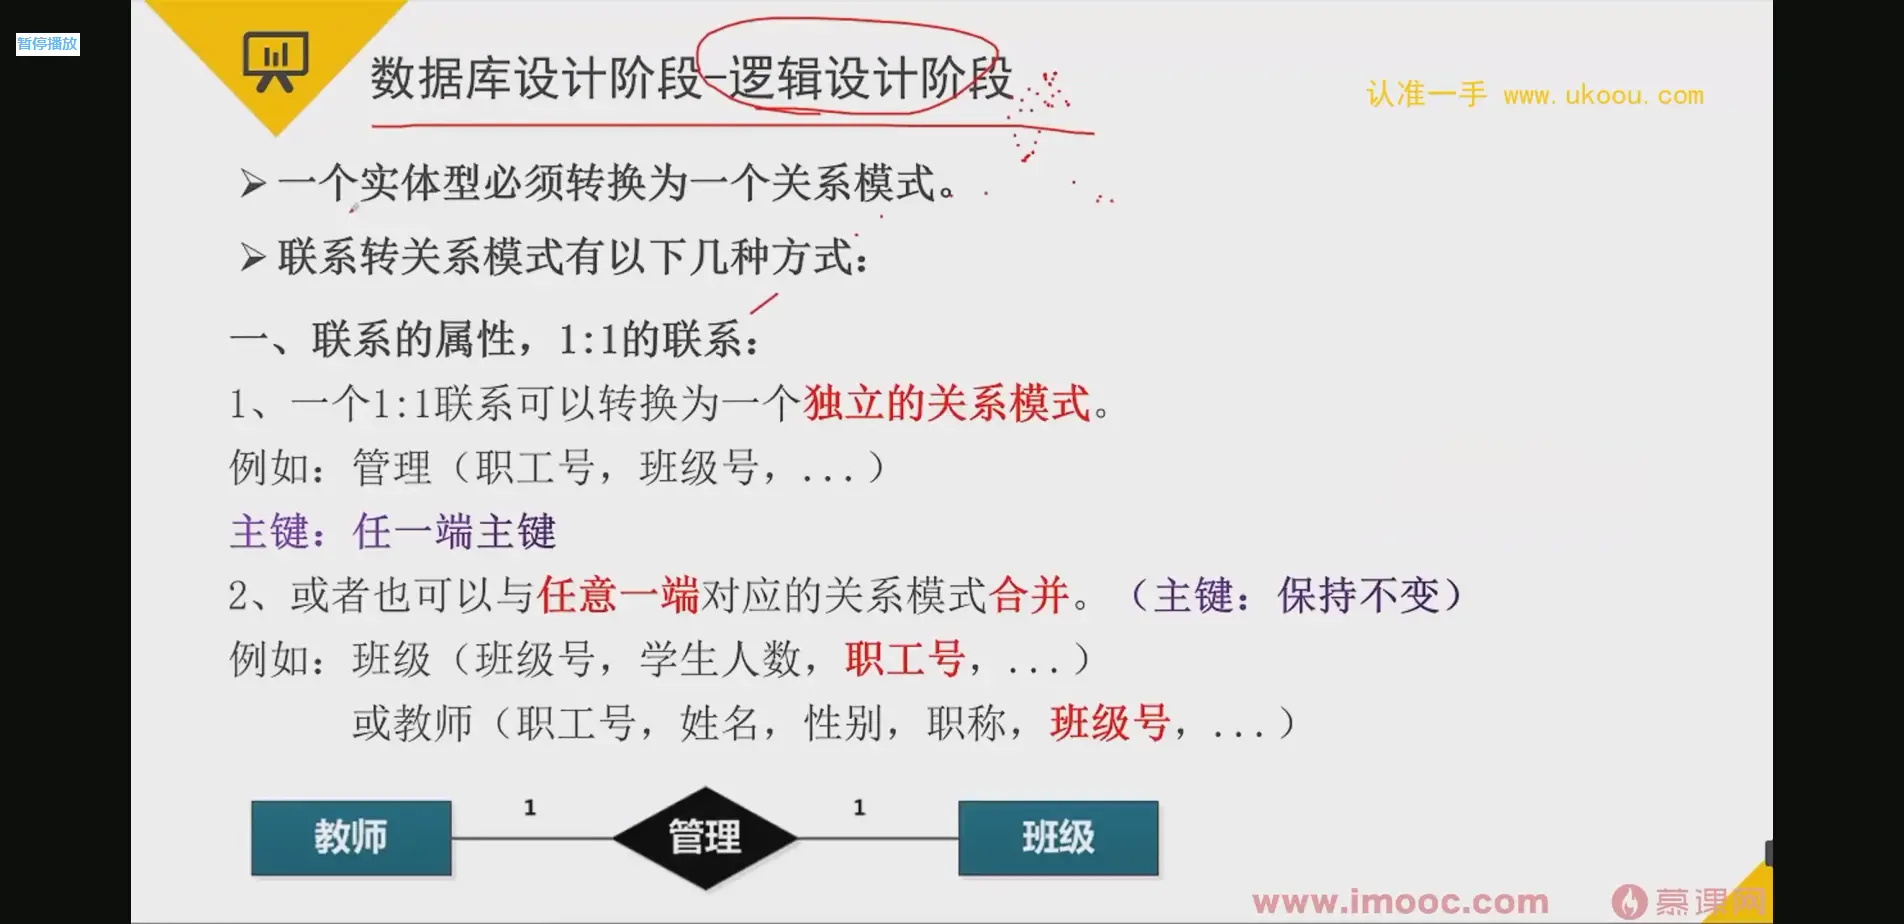 暂停播放
数据库设计阶段-逻辑设计阶段
认准一手 www.ukoou.com
一个实体型必须转换为一个关系模式。
联系转关系模式有以下几种方式：
一、联系的属性，1:1的联系：
1、一个1:1联系可以转换为一个独立的关系模式。
例如：管理（职工号，班级号，...）
主键：任一端主键
2、或者也可以与任意一端对应的关系模式合并。（主键：保持不变）
例如：班级（班级号，学生人数，职工号，...）
或教师（职工号，姓名，性别，职称，班级号，...）
教师 1 管理 1 班级
www.imooc.com 慕课网